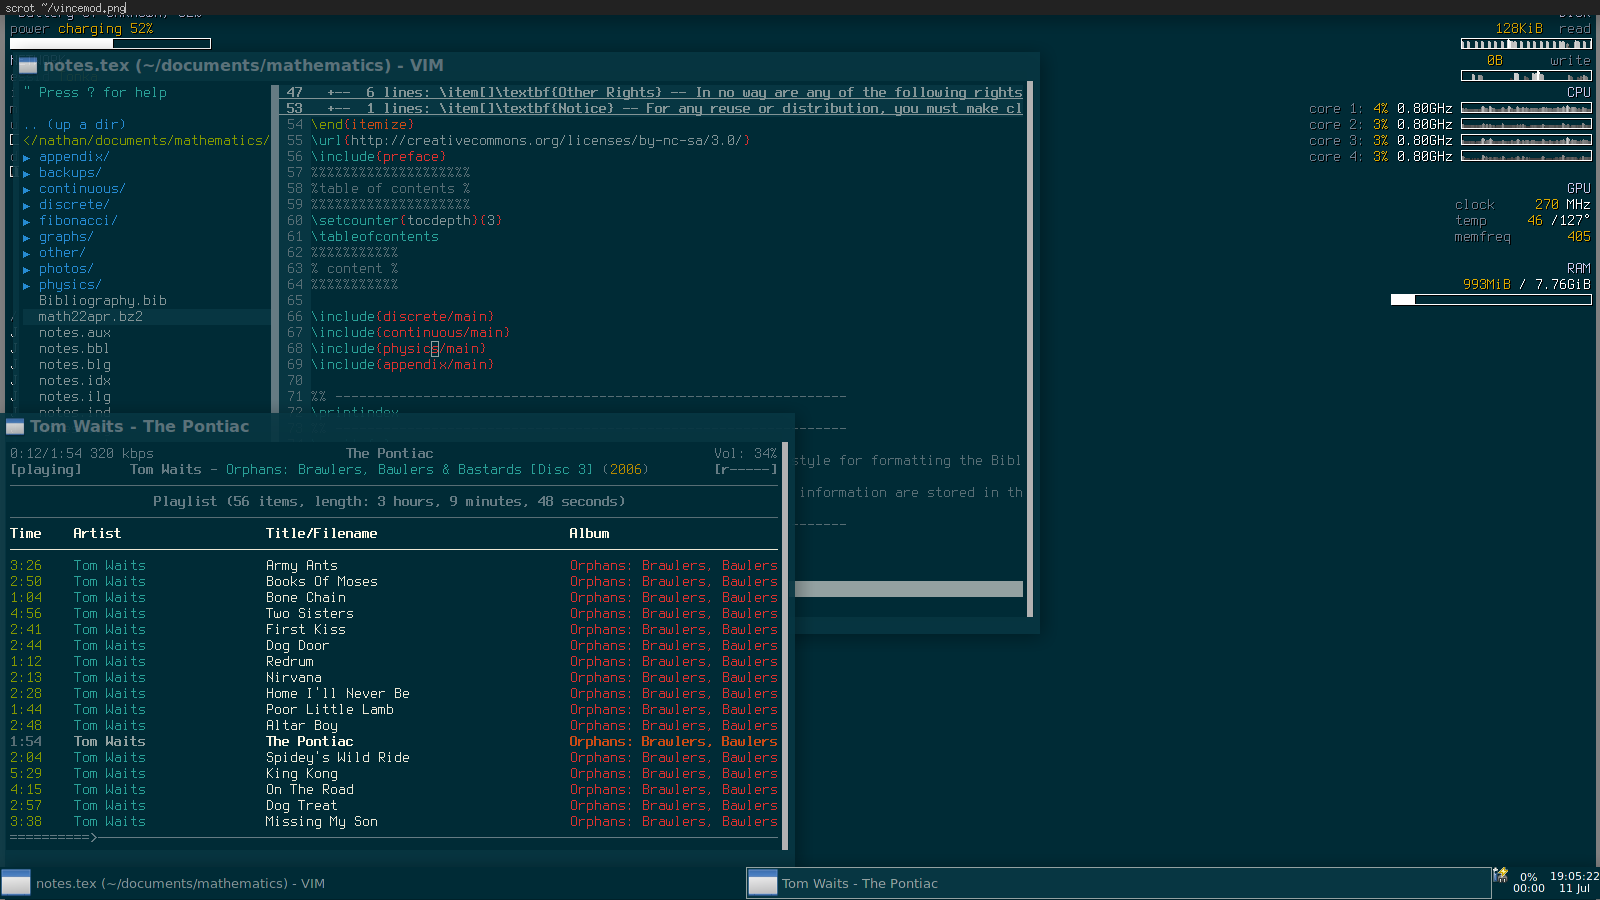 scrot ~/vincemod.png
power charging 52%
notes.tex (~/documents/mathematics) - VIM
" Press ? for help
.. (up a dir)
</nathan/documents/mathematics/
▸ appendix/
▸ backups/
▸ continuous/
▸ discrete/
▸ fibonacci/
▸ graphs/
▸ other/
▸ photos/
▸ physics/
Bibliography.bib
math22apr.bz2
notes.aux
notes.bbl
notes.blg
notes.idx
notes.ilg
notes.ind
47 +-- 6 lines: \item[]\textbf{Other Rights} -- In no way are any of the following rights
53 +-- 1 lines: \item[]\textbf{Notice} -- For any reuse or distribution, you must make cl
54 \end{itemize}
55 \url{http://creativecommons.org/licenses/by-nc-sa/3.0/}
56 \include{preface}
57 %%%%%%%%%%%%%%%%%%%%
58 %table of contents %
59 %%%%%%%%%%%%%%%%%%%%
60 \setcounter{tocdepth}{3}
61 \tableofcontents
62 %%%%%%%%%%%
63 % content %
64 %%%%%%%%%%%
65
66 \include{discrete/main}
67 \include{continuous/main}
68 \include{physics/main}
69 \include{appendix/main}
70
71 %% ----------------------------------------------------------------
72 \printindex
style for formatting the Bibl
information are stored in th
Tom Waits - The Pontiac
0:12/1:54 320 kbps The Pontiac Vol: 34%
[playing] Tom Waits - Orphans: Brawlers, Bawlers & Bastards [Disc 3] (2006) [r-----]
Playlist (56 items, length: 3 hours, 9 minutes, 48 seconds)
Time Artist Title/Filename Album
3:26 Tom Waits Army Ants Orphans: Brawlers, Bawlers
2:50 Tom Waits Books Of Moses Orphans: Brawlers, Bawlers
1:04 Tom Waits Bone Chain Orphans: Brawlers, Bawlers
4:56 Tom Waits Two Sisters Orphans: Brawlers, Bawlers
2:41 Tom Waits First Kiss Orphans: Brawlers, Bawlers
2:44 Tom Waits Dog Door Orphans: Brawlers, Bawlers
1:12 Tom Waits Redrum Orphans: Brawlers, Bawlers
2:13 Tom Waits Nirvana Orphans: Brawlers, Bawlers
2:28 Tom Waits Home I'll Never Be Orphans: Brawlers, Bawlers
1:44 Tom Waits Poor Little Lamb Orphans: Brawlers, Bawlers
2:48 Tom Waits Altar Boy Orphans: Brawlers, Bawlers
1:54 Tom Waits The Pontiac Orphans: Brawlers, Bawlers
2:04 Tom Waits Spidey's Wild Ride Orphans: Brawlers, Bawlers
5:29 Tom Waits King Kong Orphans: Brawlers, Bawlers
4:15 Tom Waits On The Road Orphans: Brawlers, Bawlers
2:57 Tom Waits Dog Treat Orphans: Brawlers, Bawlers
3:38 Tom Waits Missing My Son Orphans: Brawlers, Bawlers
==========>
128KiB read
0B write
CPU
core 1: 4% 0.80GHz
core 2: 3% 0.80GHz
core 3: 3% 0.80GHz
core 4: 3% 0.80GHz
GPU
clock 270 MHz
temp 46 /127°
memfreq 405
RAM
993MiB / 7.76GiB
notes.tex (~/documents/mathematics) - VIM
Tom Waits - The Pontiac
0%
00:00
19:05:22
11 Jul